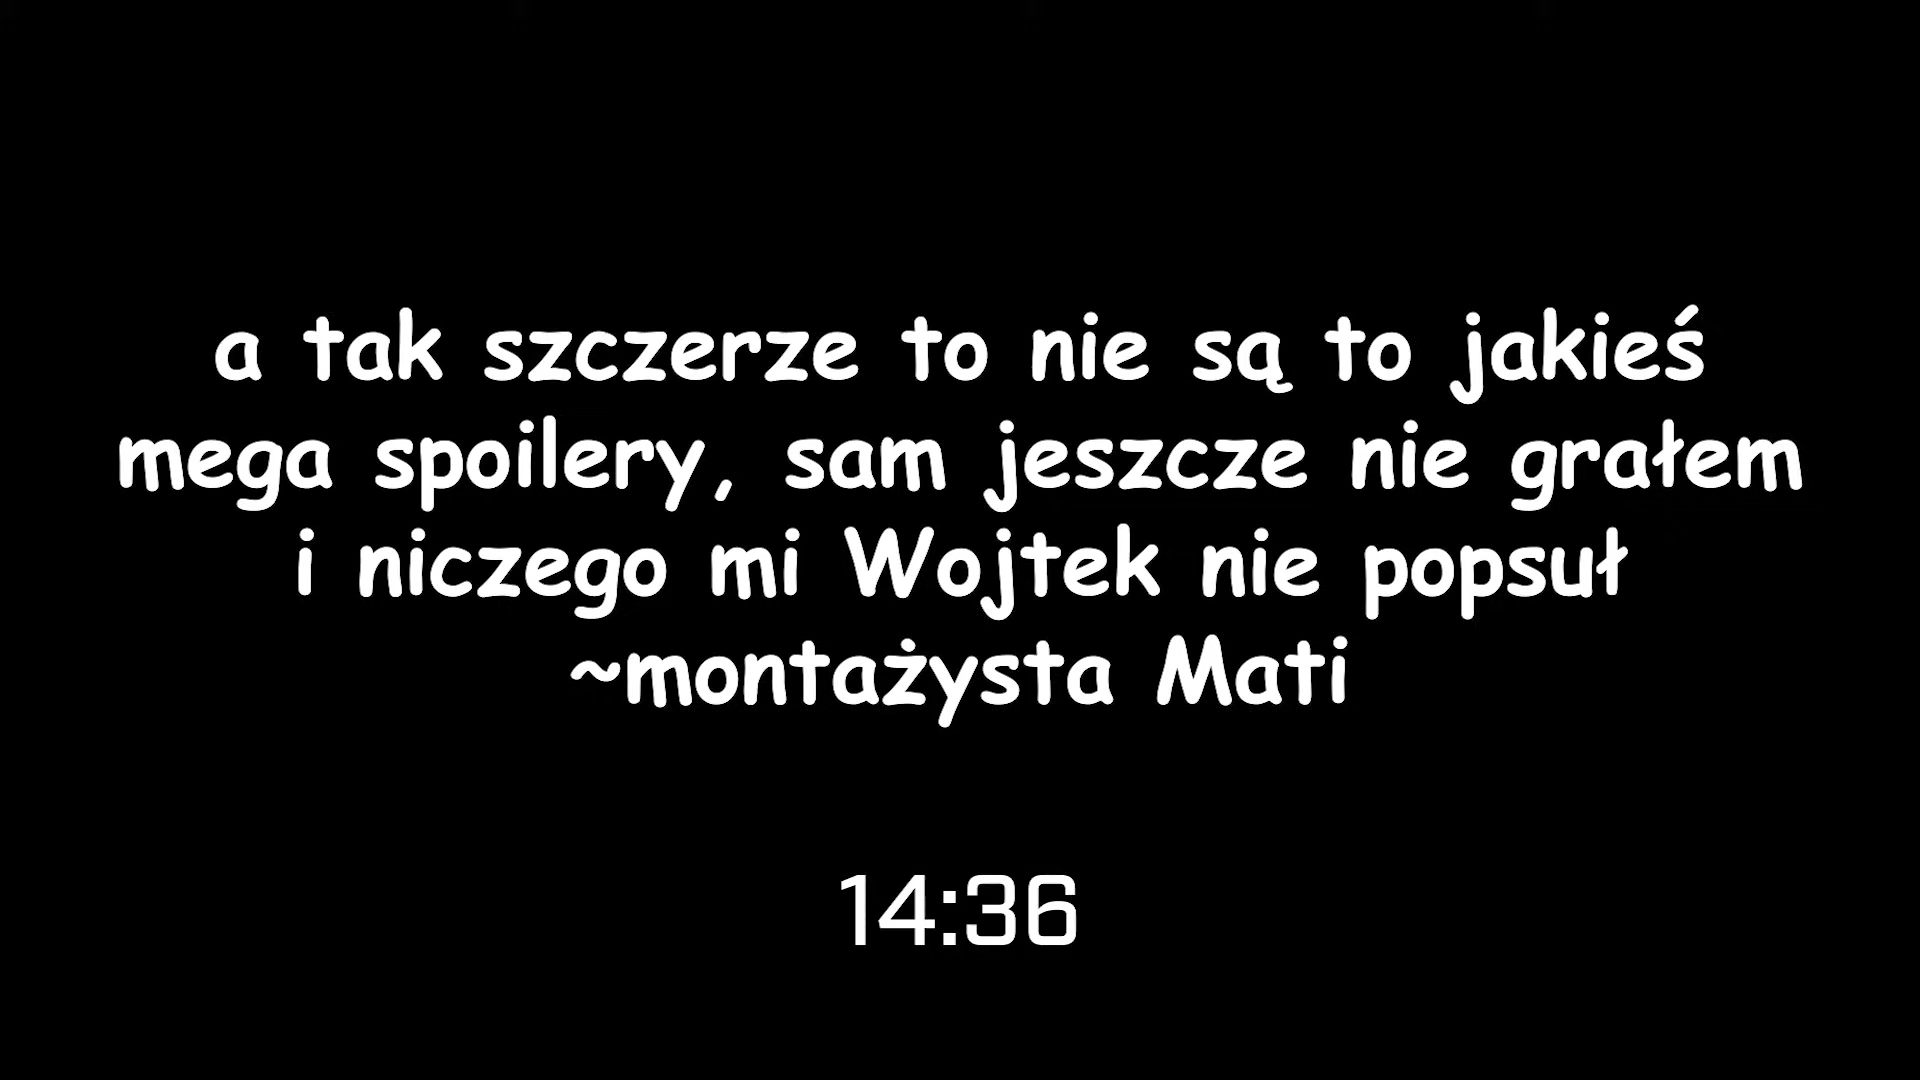 a tak szczerze to nie są to jakieś
mega spoilery, sam jeszcze nie grałem
i niczego mi Wojtek nie popsuł
~montażysta Mati
14:36